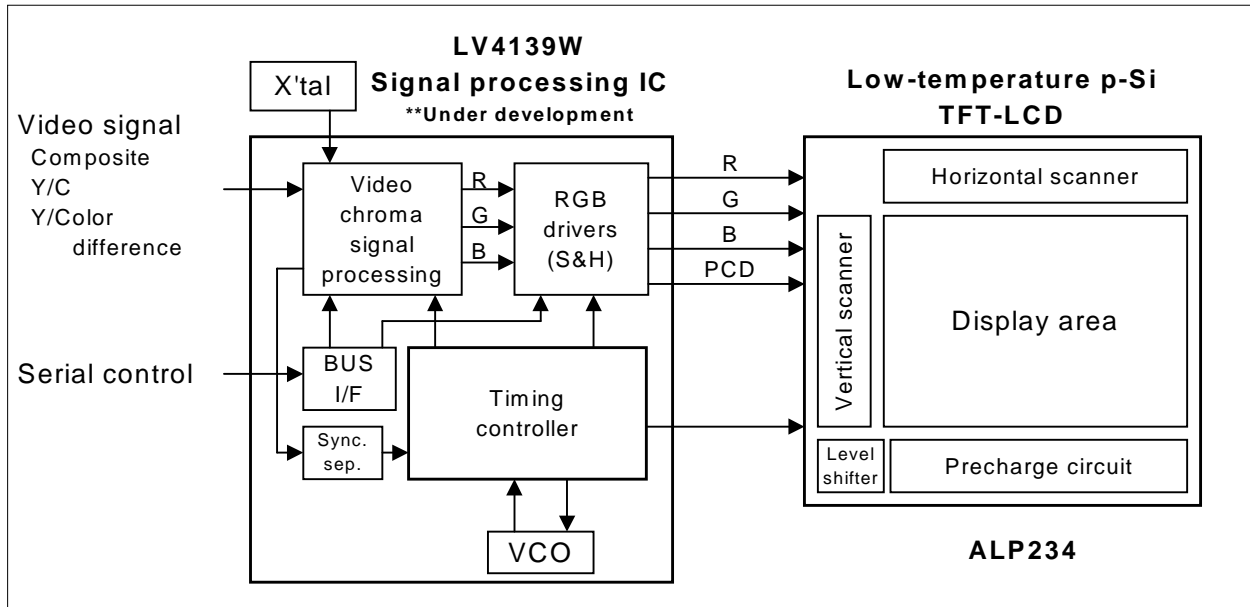 LV4139W
Signal processing IC
**Under development
X'tal
Low-temperature p-Si
TFT-LCD
Video signal
Composite
Y/C
Y/Color
difference
Video
chroma
signal
processing
R
G
B
RGB
drivers
(S&H)
R
G
B
PCD
Horizontal scanner
Vertical scanner
Display area
Serial control
BUS
I/F
Timing
controller
Sync.
sep.
Level
shifter
Precharge circuit
VCO
ALP234